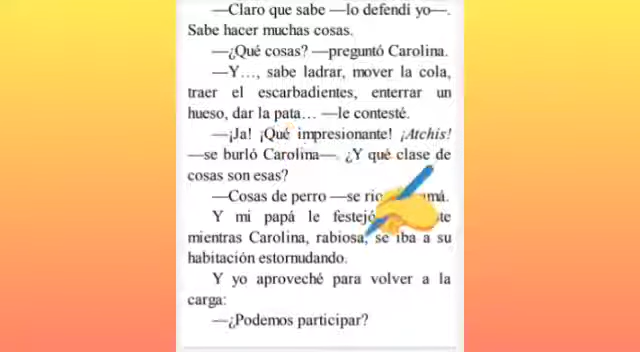 —Claro que sabe —lo defendí yo—.
Sabe hacer muchas cosas.
—¿Qué cosas? —preguntó Carolina.
—Y…, sabe ladrar, mover la cola,
traer el escarbadientes, enterrar un
hueso, dar la pata… —le contesté.
—¡Ja! ¡Qué impresionante! ¡Atchis!
—se burló Carolina—. ¿Y qué clase de
cosas son esas?
—Cosas de perro —se rio
Y mi papá le festejó
mientras Carolina, rabiosa, se iba a su
habitación estornudando.
Y yo aproveché para volver a la
carga:
—¿Podemos participar?